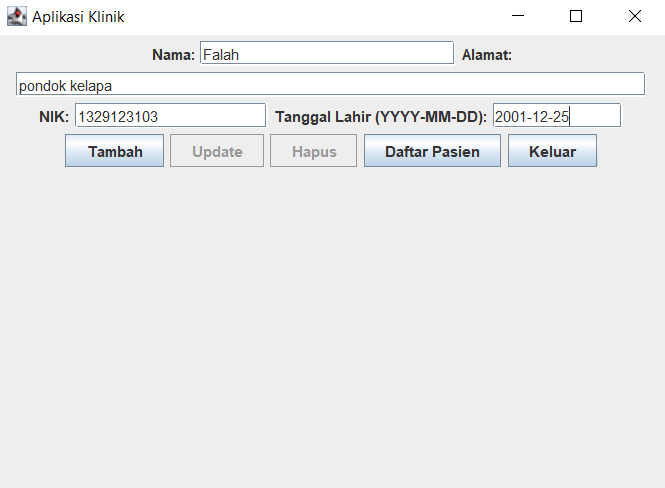 Aplikasi Klinik
Nama: Falah Alamat:
pondok kelapa
NIK: 1329123103 Tanggal Lahir (YYYY-MM-DD): 2001-12-25
Tambah Update Hapus Daftar Pasien Keluar